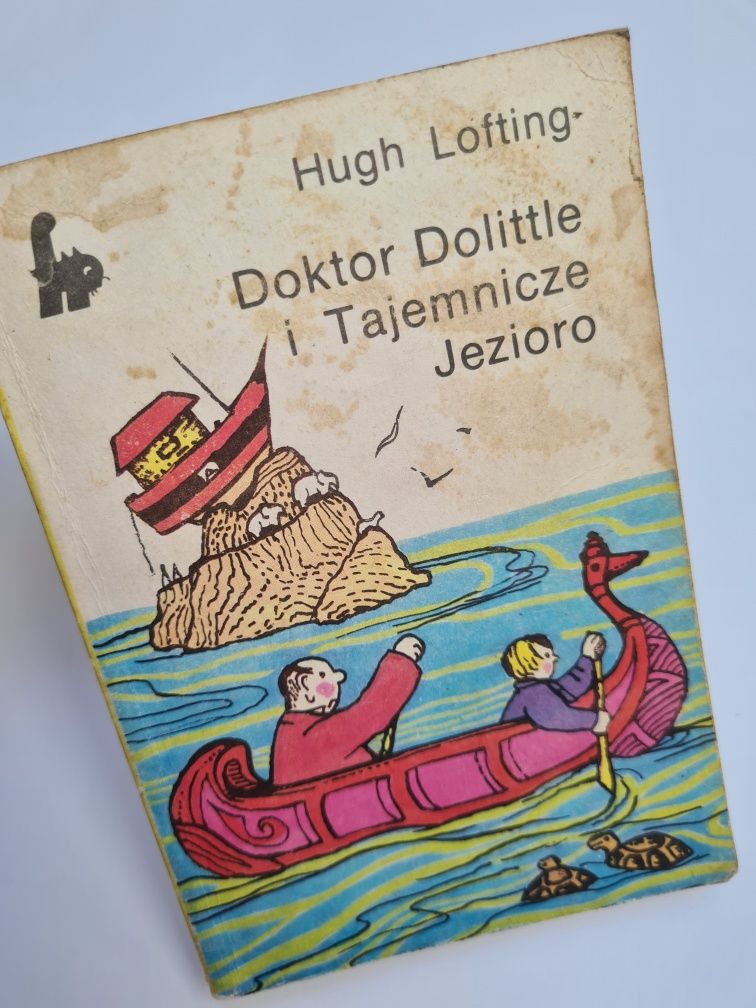 Hugh Lofting
Doktor Dolittle
i Tajemnicze
Jezioro